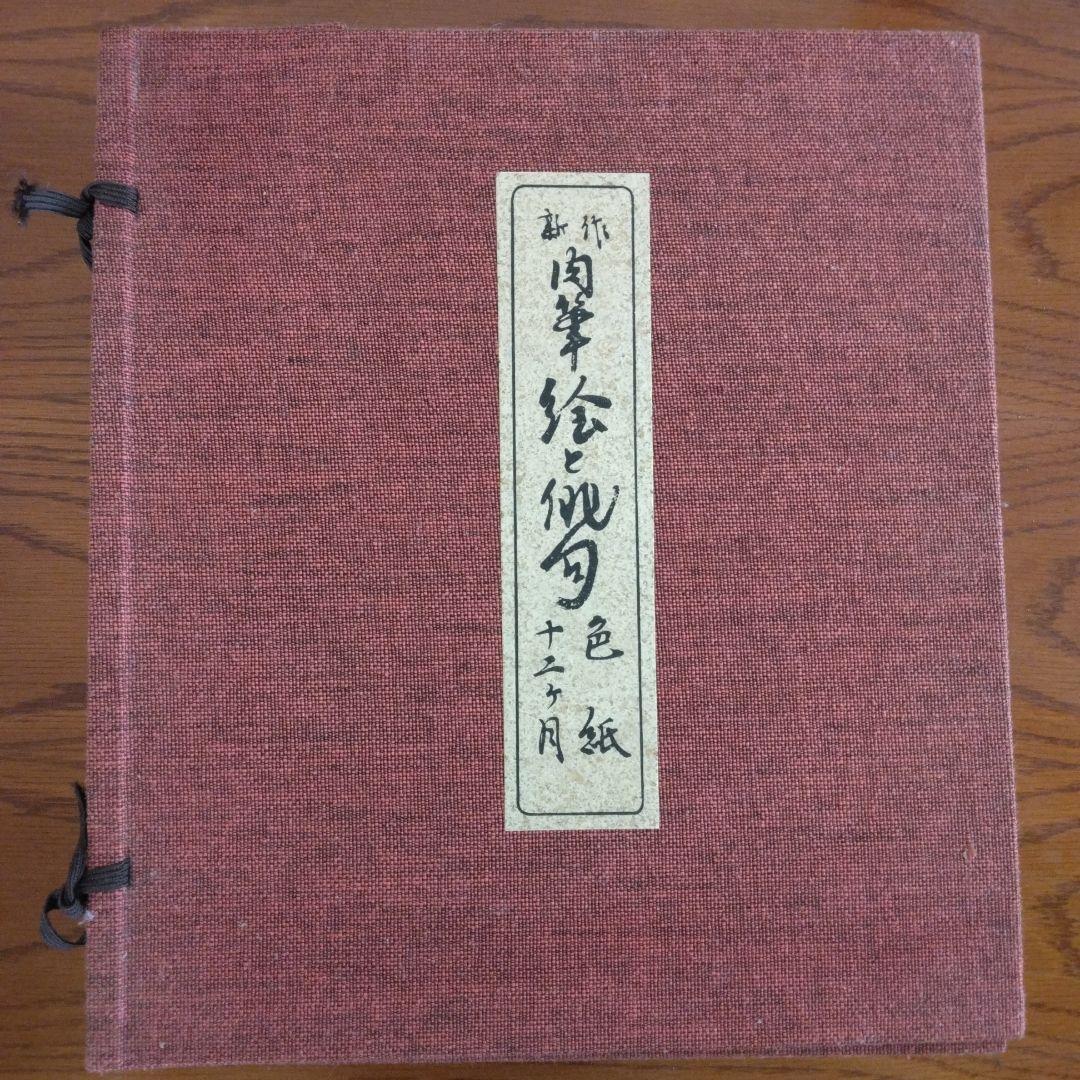 新作
肉筆絵と俳句
色紙
十二ヶ月